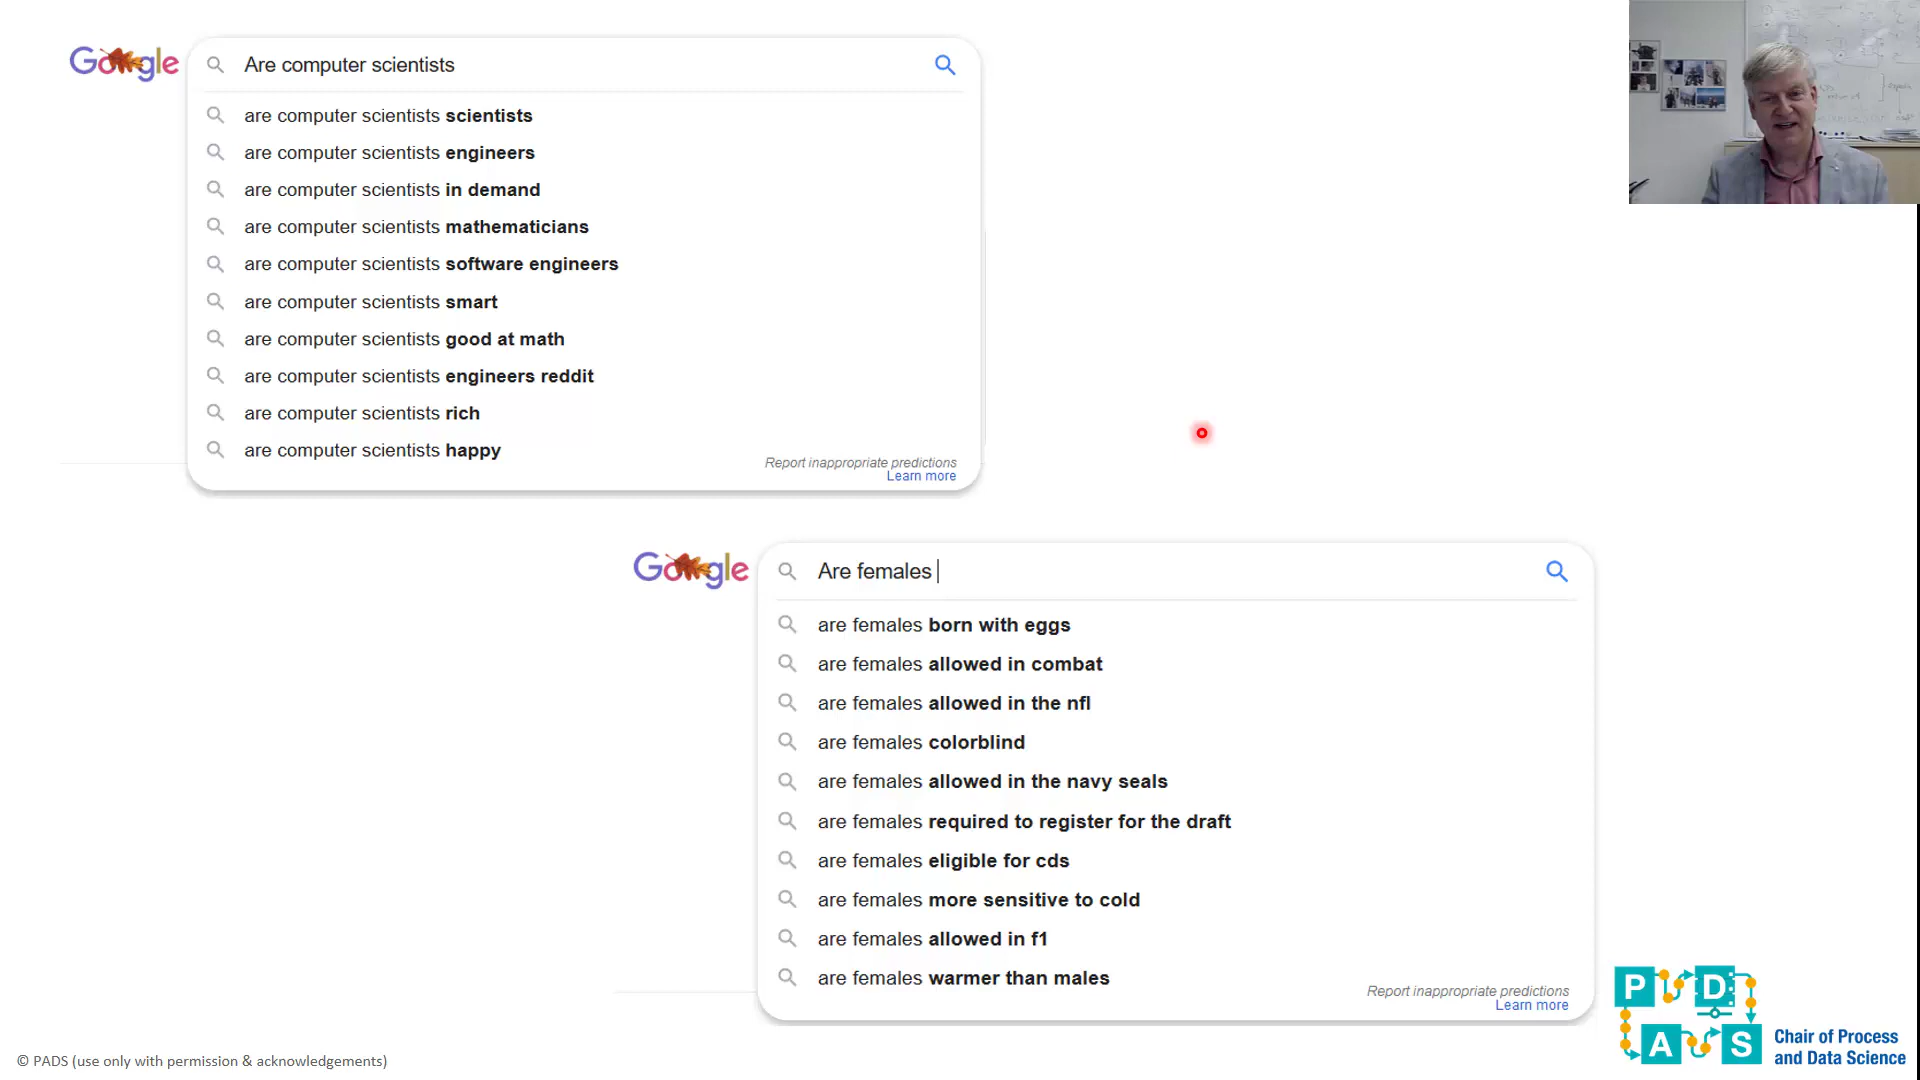 Google
Are computer scientists
are computer scientists scientists
are computer scientists engineers
are computer scientists in demand
are computer scientists mathematicians
are computer scientists software engineers
are computer scientists smart
are computer scientists good at math
are computer scientists engineers reddit
are computer scientists rich
are computer scientists happy
Report inappropriate predictions
Learn more
Google
Are females
are females born with eggs
are females allowed in combat
are females allowed in the nfl
are females colorblind
are females allowed in the navy seals
are females required to register for the draft
are females eligible for cds
are females more sensitive to cold
are females allowed in f1
are females warmer than males
Report inappropriate predictions
Learn more
P D
A S
Chair of Process
and Data Science
© PADS (use only with permission & acknowledgements)